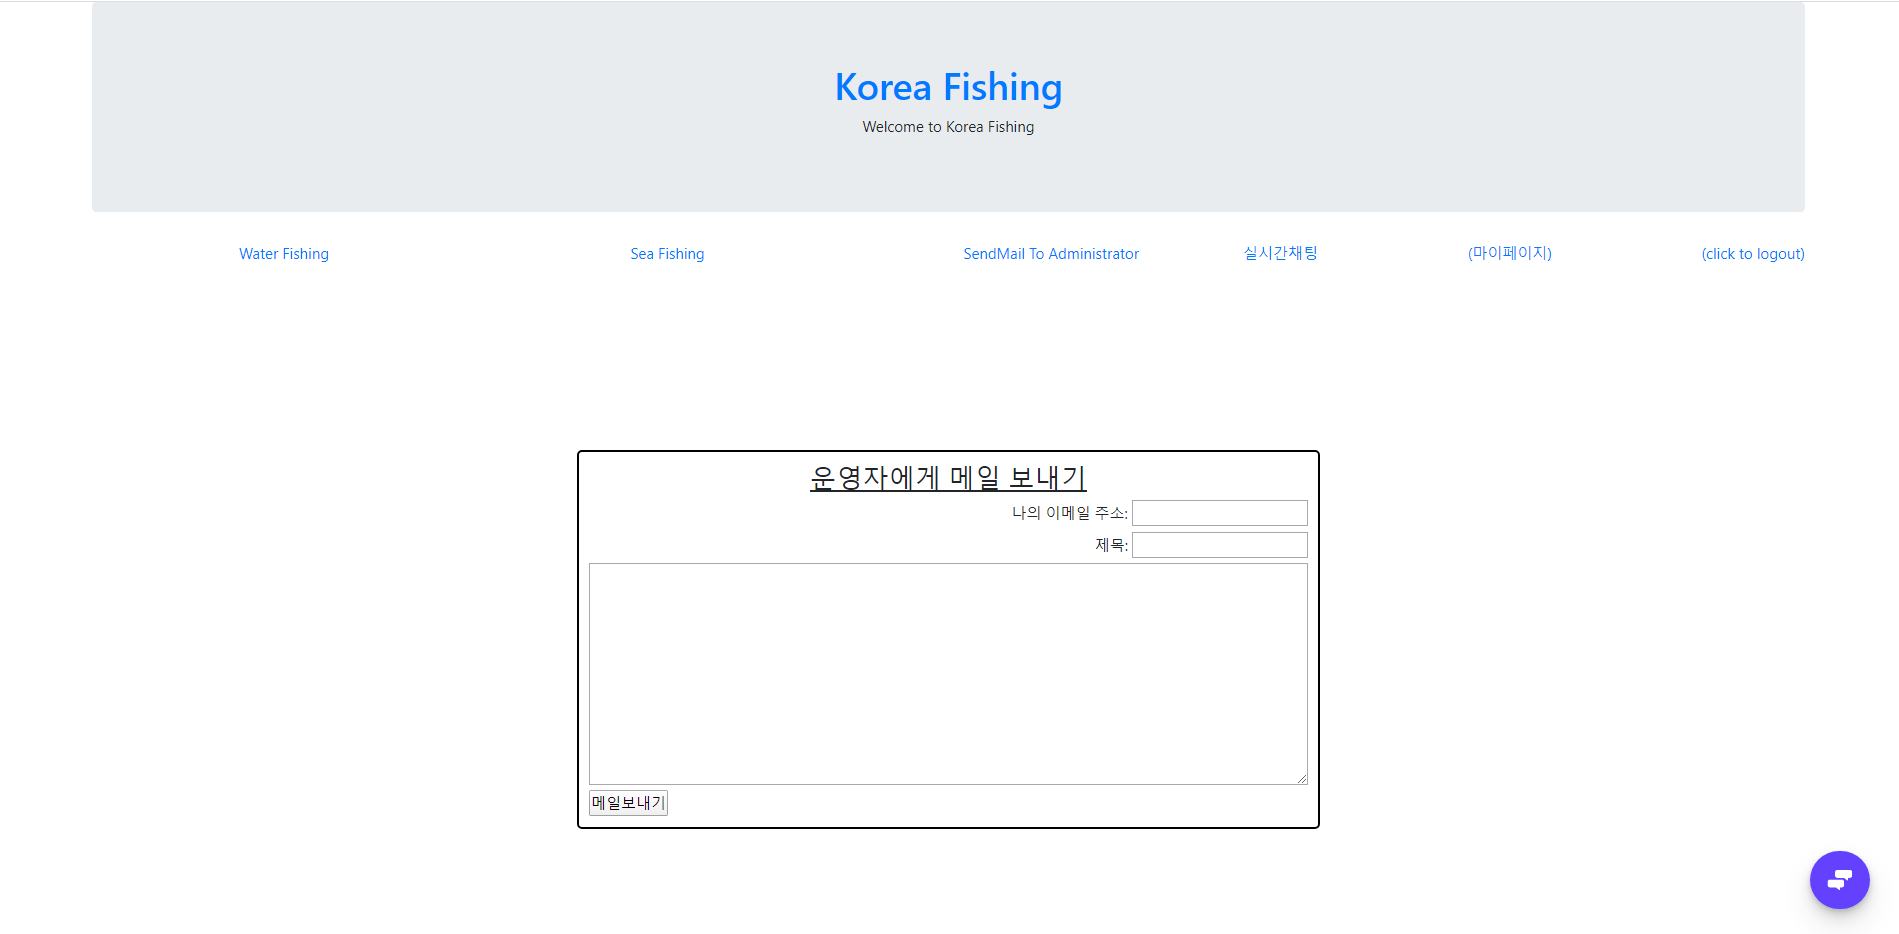 Korea Fishing
Welcome to Korea Fishing
Water Fishing Sea Fishing SendMail To Administrator 실시간채팅 (마이페이지) (click to logout)
운영자에게 메일 보내기
나의 이메일 주소:
제목:
메일보내기